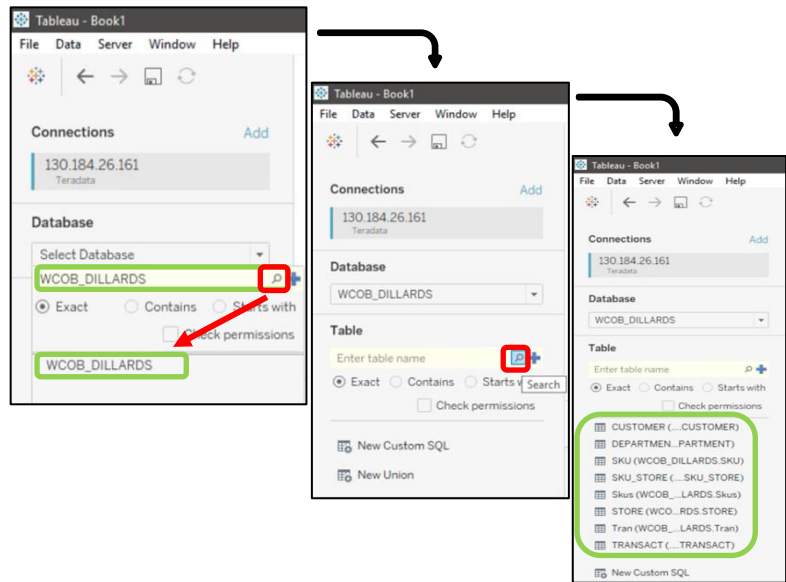 Tableau - Book1
File Data Server Window Help
Connections Add
130.184.26.161
Teradata
Database
Select Database
WCOB_DILLARDS
Exact Contains Starts with
Check permissions
WCOB_DILLARDS
Tableau - Book1
File Data Server Window Help
Connections Add
130.184.26.161
Teradata
Database
WCOB_DILLARDS
Table
Enter table name
Exact Contains Starts w Search
Check permissions
New Custom SQL
New Union
Tableau - Book1
File Data Server Window Help
Connections Add
130.184.26.161
Teradata
Database
WCOB_DILLARDS
Table
Enter table name
Exact Contains Starts with
Check permissions
CUSTOMER (....CUSTOMER)
DEPARTMEN...PARTMENT)
SKU (WCOB_DILLARDS.SKU)
SKU_STORE (....SKU_STORE)
Skus (WCOB_...LARDS.Skus)
STORE (WCO...RDS.STORE)
Tran (WCOB_...LARDS.Tran)
TRANSACT (....TRANSACT)
New Custom SQL